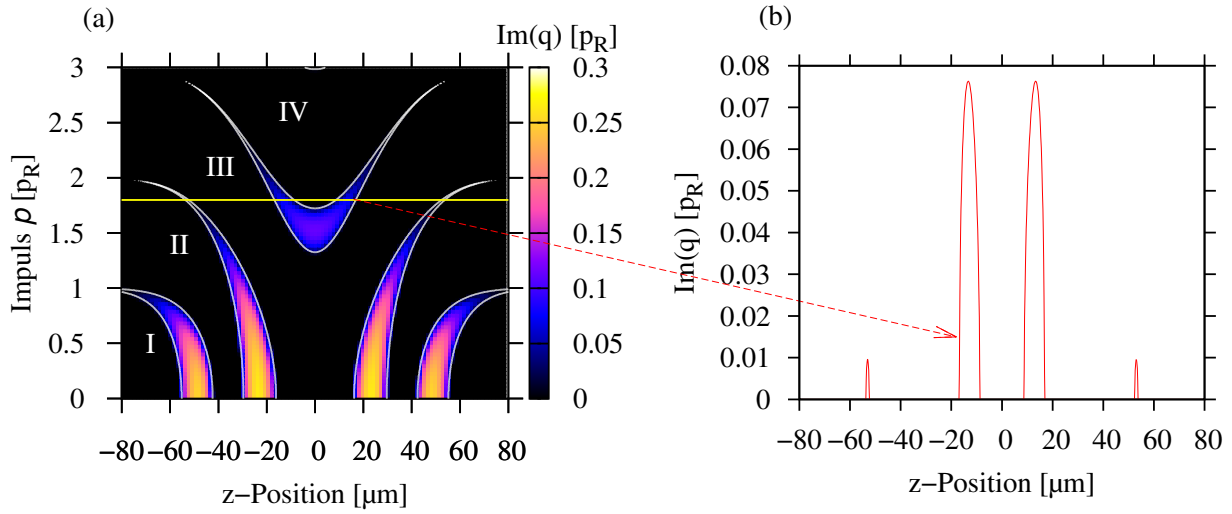 (a)
Im(q) [p_R]
3
2.5
2
1.5
1
0.5
0
Impuls p [p_R]
I
II
III
IV
−80 −60 −40 −20 0 20 40 60 80
z−Position [µm]
0.3
0.25
0.2
0.15
0.1
0.05
0
(b)
0.08
0.07
0.06
0.05
0.04
0.03
0.02
0.01
0
Im(q) [p_R]
−80 −60 −40 −20 0 20 40 60 80
z−Position [µm]